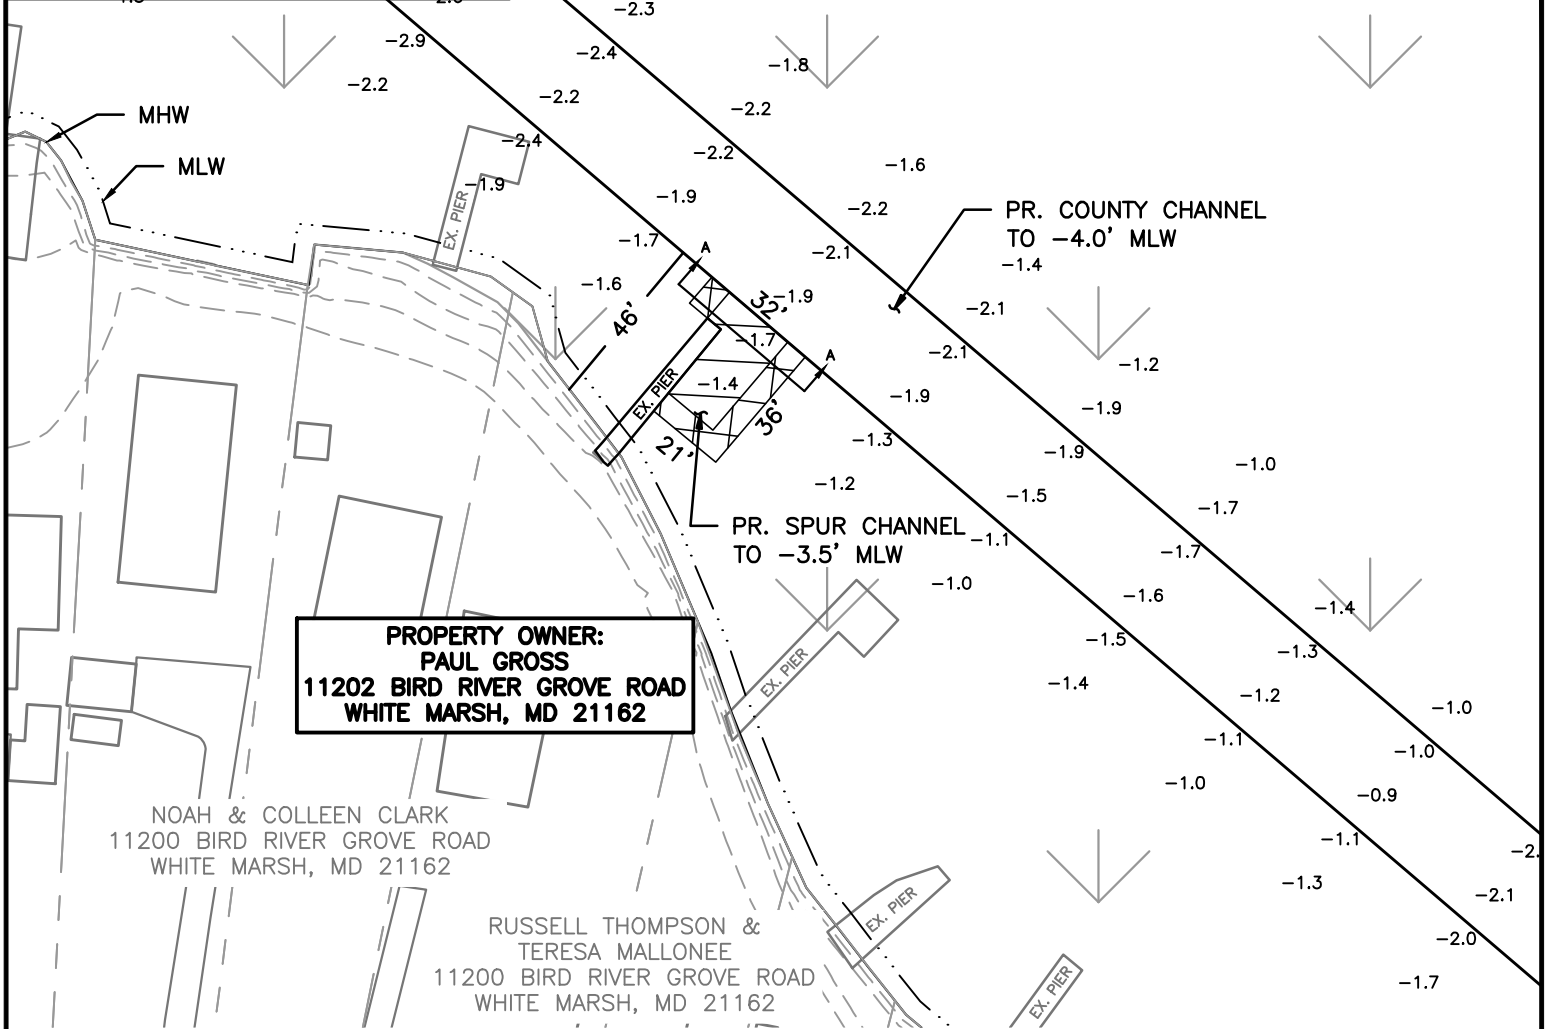 -2.3
-2.9
-2.4
-1.8
-2.2
-2.2
-2.2
MHW
-2.4
-2.2
MLW
-1.6
-1.9
-1.9
EX. PIER
-2.2
PR. COUNTY CHANNEL
TO -4.0' MLW
-1.7
A
-2.1
-1.4
-1.6
-1.9
32'
46'
-2.1
-1.7
-2.1
A
-1.2
EX. PIER
-1.4
-1.9
-1.9
36'
-1.3
21'
-1.9
-1.0
-1.2
-1.5
-1.7
PR. SPUR CHANNEL
TO -3.5' MLW
-1.1
-1.7
-1.0
-1.6
-1.4
PROPERTY OWNER:
PAUL GROSS
11202 BIRD RIVER GROVE ROAD
WHITE MARSH, MD 21162
-1.5
-1.3
EX. PIER
-1.4
-1.2
-1.0
-1.1
-1.0
-1.0
-0.9
NOAH & COLLEEN CLARK
11200 BIRD RIVER GROVE ROAD
WHITE MARSH, MD 21162
-1.1
-2.
-1.3
-2.1
EX. PIER
RUSSELL THOMPSON &
TERESA MALLONEE
11200 BIRD RIVER GROVE ROAD
WHITE MARSH, MD 21162
-2.0
-1.7
EX. PIER